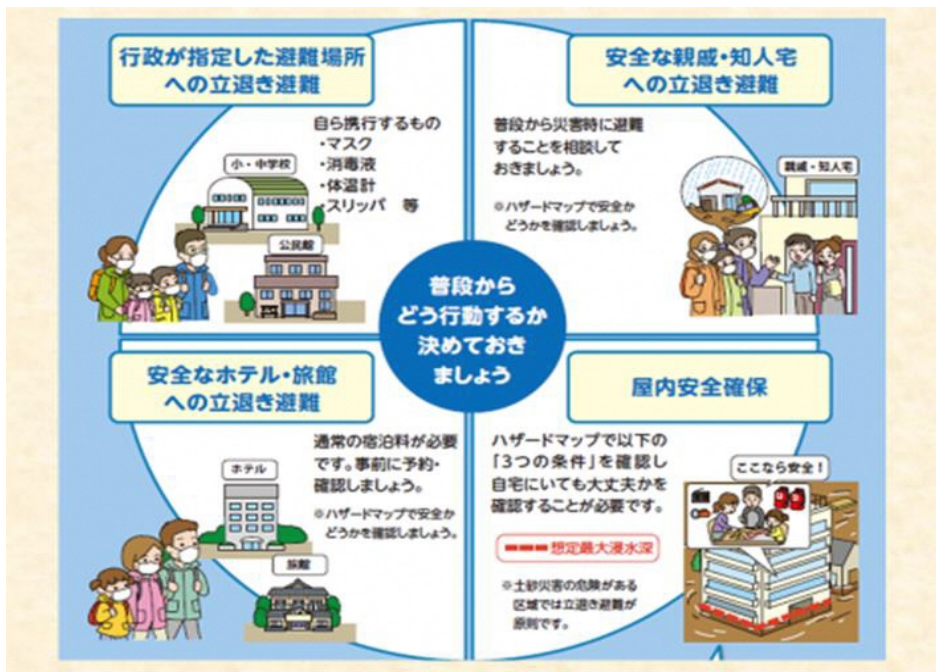 行政が指定した避難場所
への立退き避難
自ら携行するもの
・マスク
・消毒液
・体温計
・スリッパ 等
小・中学校
公民館
安全な親戚・知人宅
への立退き避難
普段から災害時に避難
することを相談して
おきましょう。
※ハザードマップで安全か
どうかを確認しましょう。
親戚・知人宅
普段から
どう行動するか
決めておき
ましょう
安全なホテル・旅館
への立退き避難
通常の宿泊料が必要
です。事前に予約・
確認しましょう。
※ハザードマップで安全か
どうかを確認しましょう。
ホテル
旅館
屋内安全確保
ハザードマップで以下の
「3つの条件」を確認し
自宅にいても大丈夫かを
確認することが必要です。
想定最大浸水深
※土砂災害の危険がある
区域では立退き避難が
原則です。
ここなら安全！